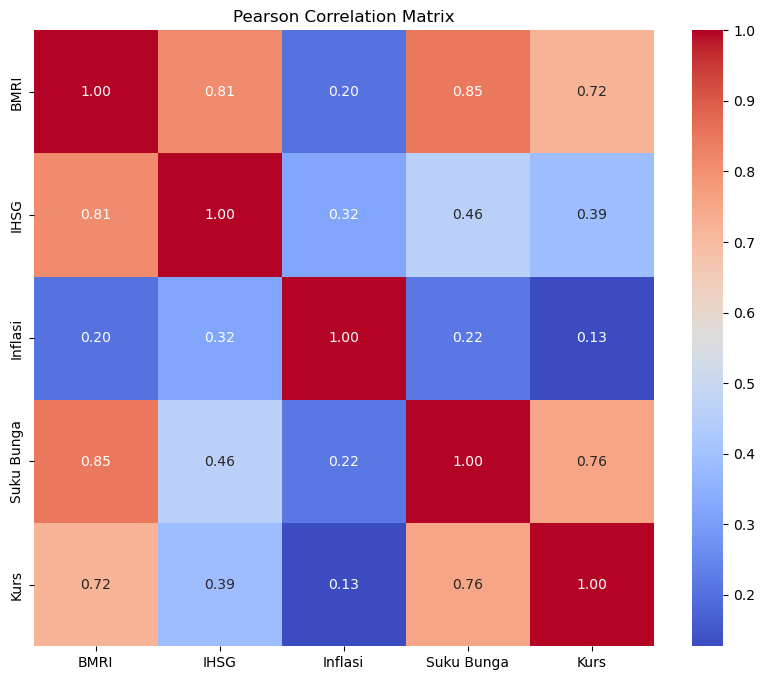 Pearson Correlation Matrix
BMRI 1.00 0.81 0.20 0.85 0.72
IHSG 0.81 1.00 0.32 0.46 0.39
Inflasi 0.20 0.32 1.00 0.22 0.13
Suku Bunga 0.85 0.46 0.22 1.00 0.76
Kurs 0.72 0.39 0.13 0.76 1.00
BMRI IHSG Inflasi Suku Bunga Kurs
1.0
0.9
0.8
0.7
0.6
0.5
0.4
0.3
0.2